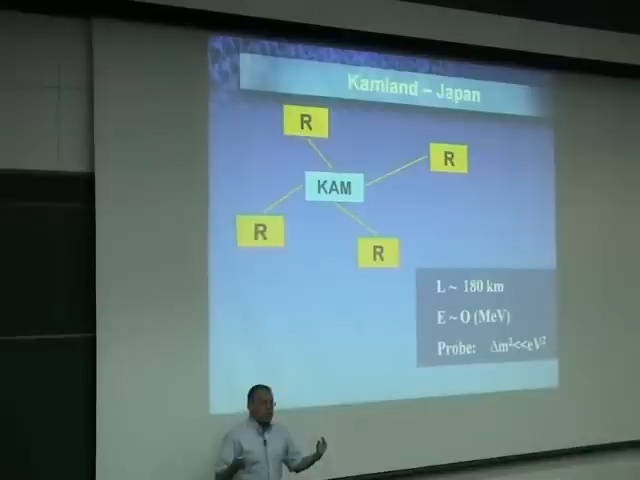 Kamland – Japan
R
R
KAM
R
R
L ~ 180 km
E ~ O (MeV)
Probe: Δm²<<eV²